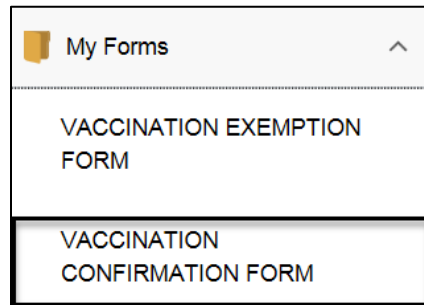 My Forms
VACCINATION EXEMPTION
FORM
VACCINATION
CONFIRMATION FORM